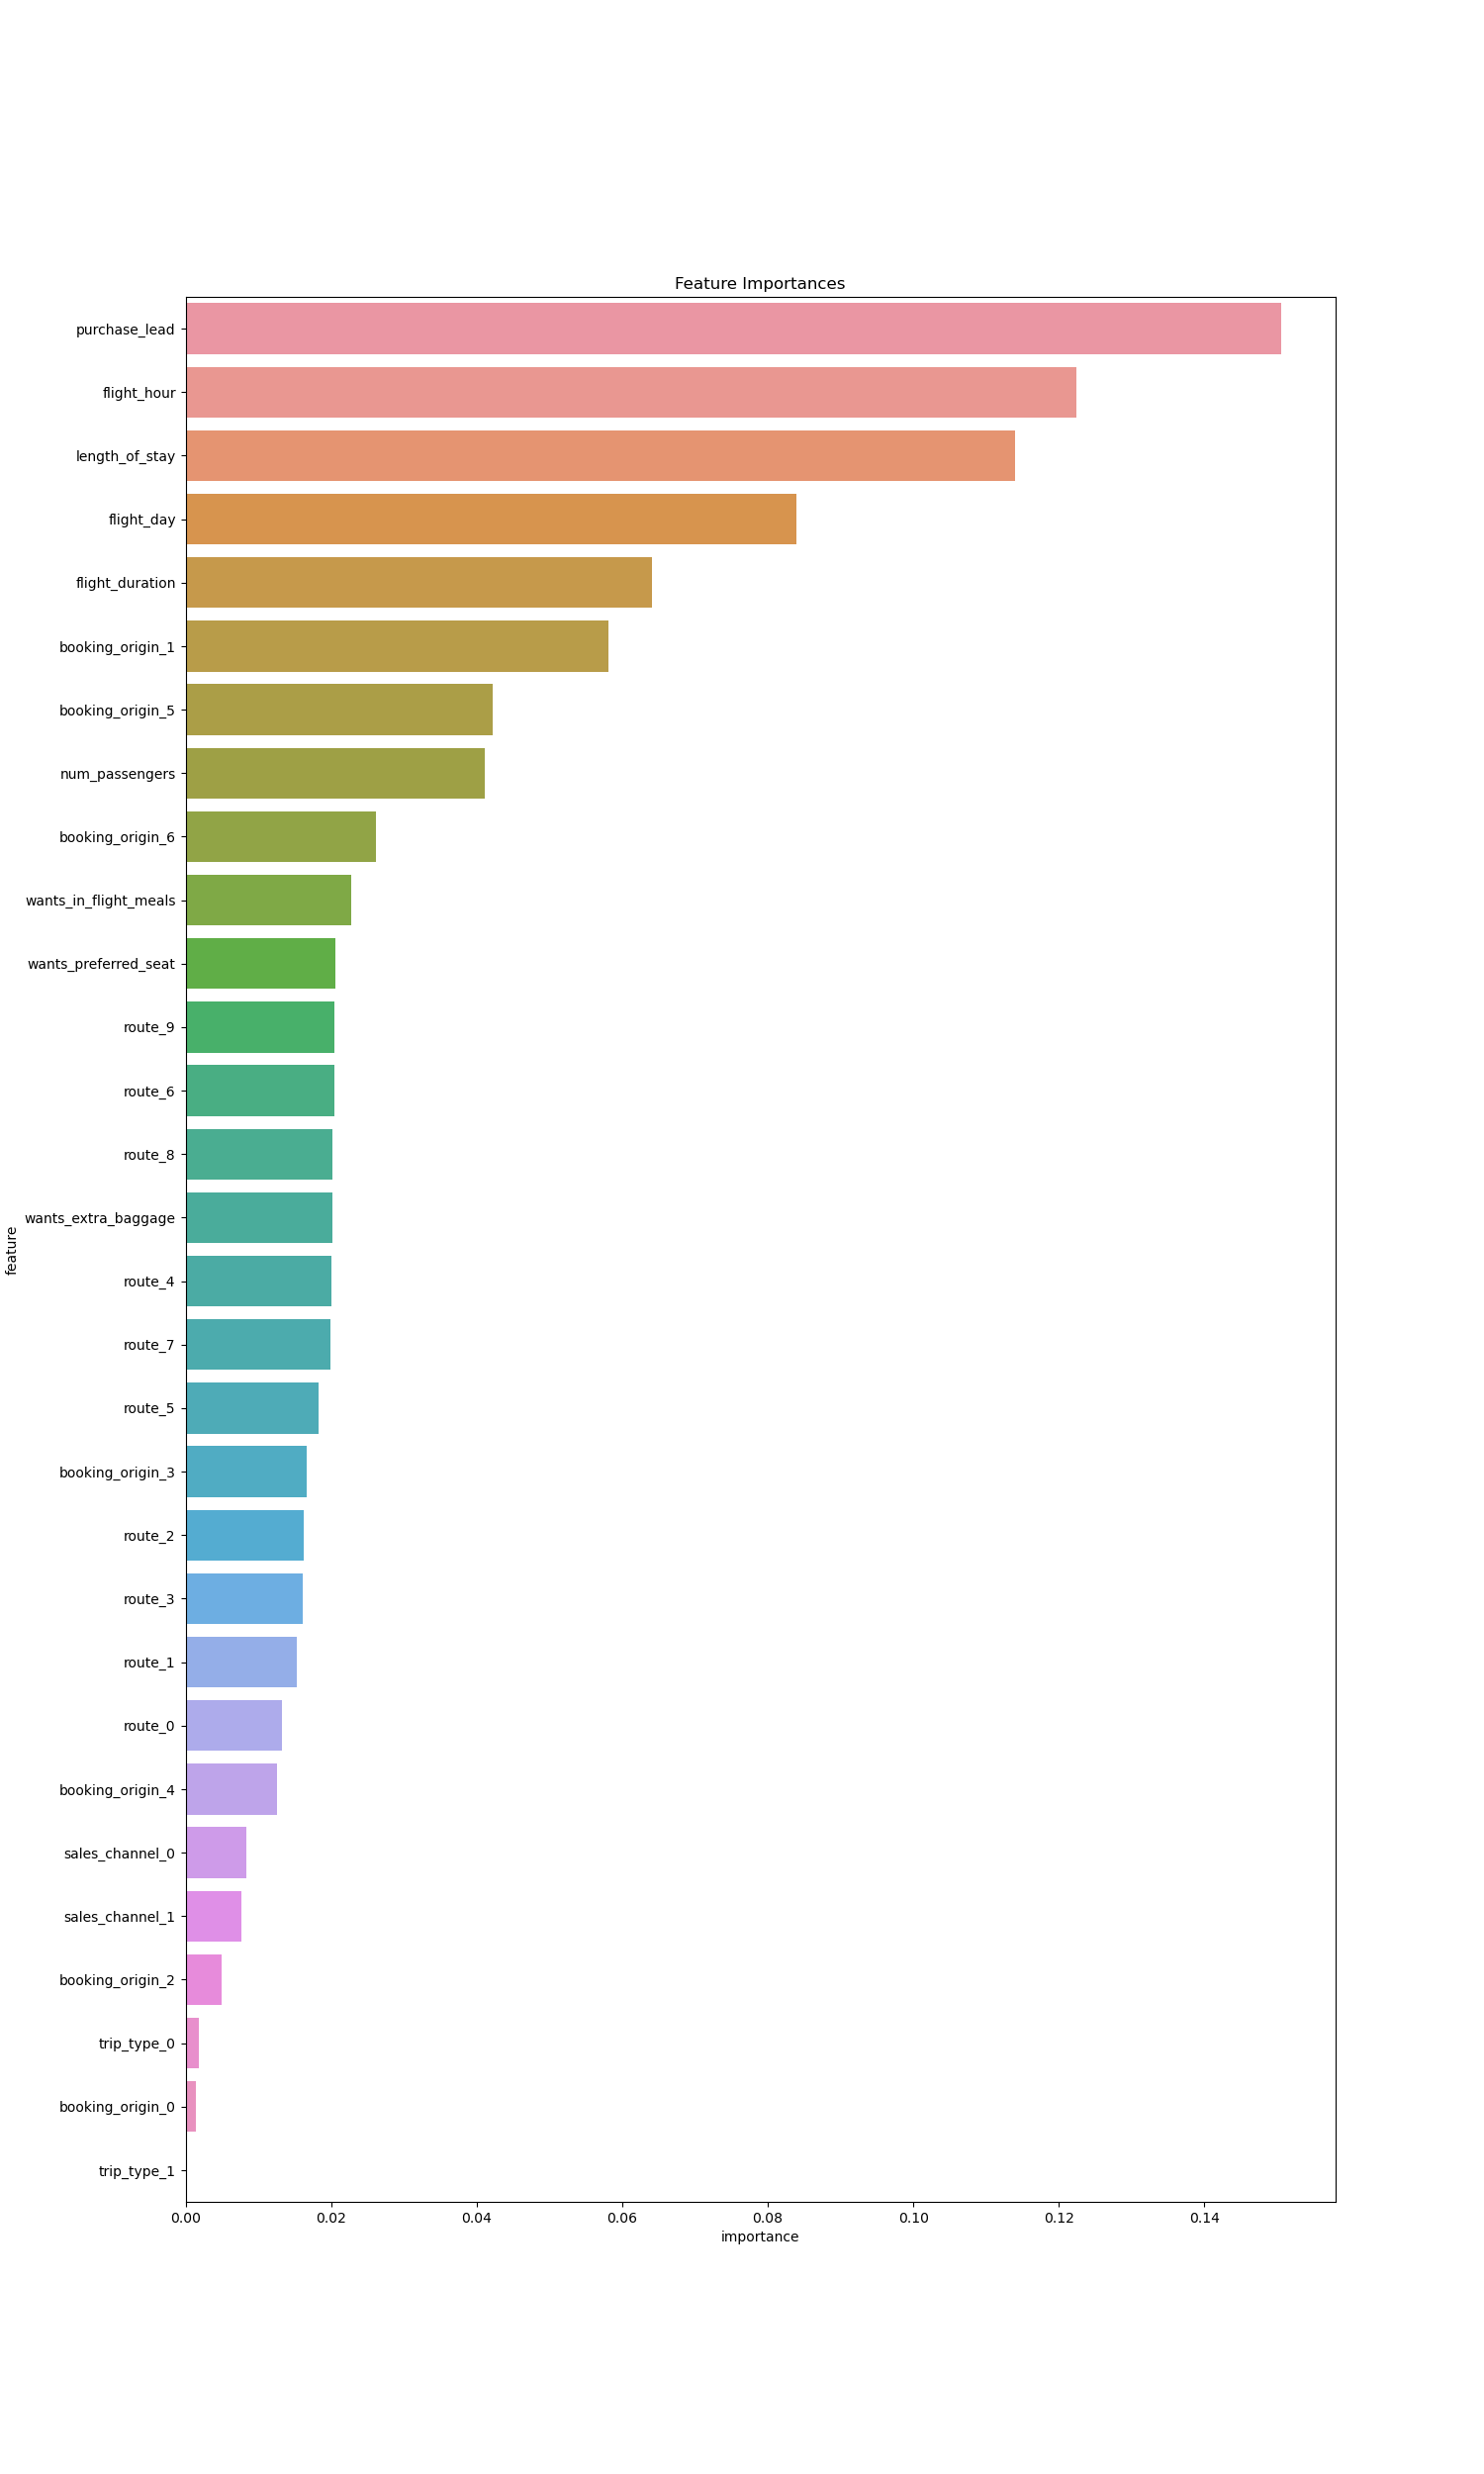 Feature Importances
purchase_lead
flight_hour
length_of_stay
flight_day
flight_duration
booking_origin_1
booking_origin_5
num_passengers
booking_origin_6
wants_in_flight_meals
wants_preferred_seat
route_9
route_6
route_8
wants_extra_baggage
route_4
route_7
route_5
booking_origin_3
route_2
route_3
route_1
route_0
booking_origin_4
sales_channel_0
sales_channel_1
booking_origin_2
trip_type_0
booking_origin_0
trip_type_1
feature
0.00 0.02 0.04 0.06 0.08 0.10 0.12 0.14
importance